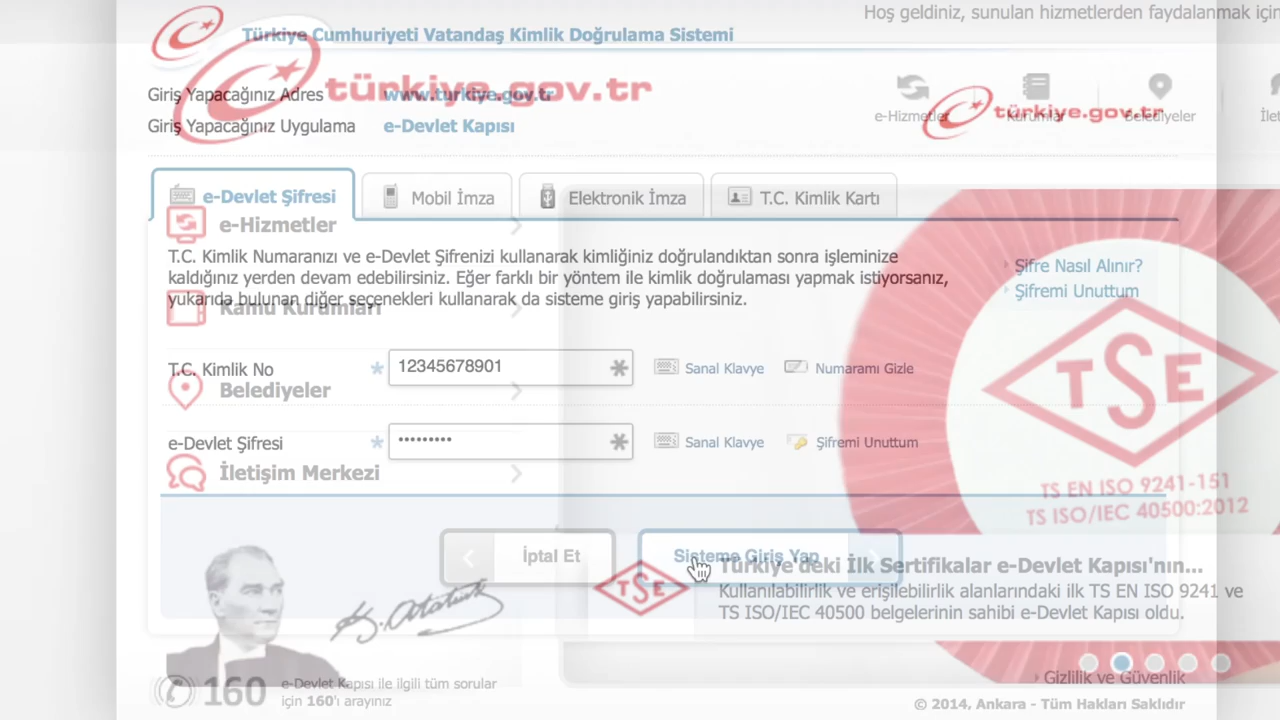 Hoş geldiniz, sunulan hizmetlerden faydalanmak için
Türkiye Cumhuriyeti Vatandaş Kimlik Doğrulama Sistemi
türkiye.gov.tr
Giriş Yapacağınız Adres www.turkiye.gov.tr
Giriş Yapacağınız Uygulama e-Devlet Kapısı
e-Hizmetler Kurumlar Belediyeler
türkiye.gov.tr
e-Devlet Şifresi Mobil İmza Elektronik İmza T.C. Kimlik Kartı
e-Hizmetler
T.C. Kimlik Numaranızı ve e-Devlet Şifrenizi kullanarak kimliğiniz doğrulandıktan sonra işleminize
kaldığınız yerden devam edebilirsiniz. Eğer farklı bir yöntem ile kimlik doğrulaması yapmak istiyorsanız,
yukarıda bulunan diğer seçenekleri kullanarak da sisteme giriş yapabilirsiniz.
Şifre Nasıl Alınır?
Şifremi Unuttum
Kamu Kurumları
T.C. Kimlik No * 12345678901 Sanal Klavye Numaramı Gizle
Belediyeler
e-Devlet Şifresi * ••••••••• Sanal Klavye Şifremi Unuttum
İletişim Merkezi
TSE
TS EN ISO 9241-151
TS ISO/IEC 40500:2012
İptal Et Sisteme Giriş Yap
TSE
Türkiye'deki İlk Sertifikalar e-Devlet Kapısı'nın...
Kullanılabilirlik ve erişilebilirlik alanlarındaki ilk TS EN ISO 9241 ve
TS ISO/IEC 40500 belgelerinin sahibi e-Devlet Kapısı oldu.
K. Atatürk
160 e-Devlet Kapısı ile ilgili tüm sorular
için 160'ı arayınız
Gizlilik ve Güvenlik
© 2014, Ankara - Tüm Hakları Saklıdır